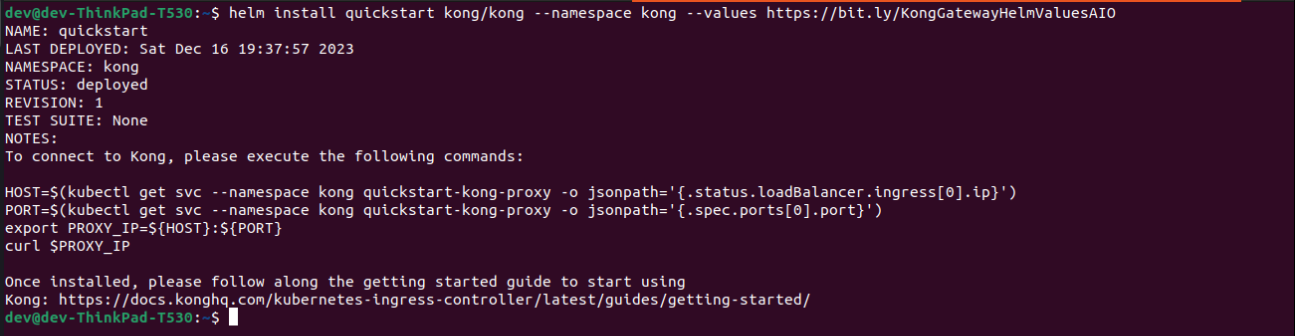 dev@dev-ThinkPad-T530:~$ helm install quickstart kong/kong --namespace kong --values https://bit.ly/KongGatewayHelmValuesAIO
NAME: quickstart
LAST DEPLOYED: Sat Dec 16 19:37:57 2023
NAMESPACE: kong
STATUS: deployed
REVISION: 1
TEST SUITE: None
NOTES:
To connect to Kong, please execute the following commands:

HOST=$(kubectl get svc --namespace kong quickstart-kong-proxy -o jsonpath='{.status.loadBalancer.ingress[0].ip}')
PORT=$(kubectl get svc --namespace kong quickstart-kong-proxy -o jsonpath='{.spec.ports[0].port}')
export PROXY_IP=${HOST}:${PORT}
curl $PROXY_IP

Once installed, please follow along the getting started guide to start using
Kong: https://docs.konghq.com/kubernetes-ingress-controller/latest/guides/getting-started/
dev@dev-ThinkPad-T530:~$